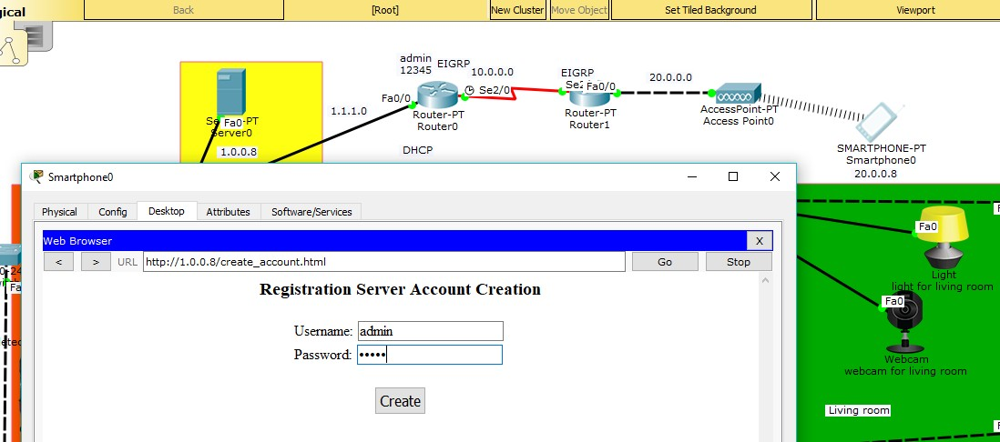 gical
Back
[Root]
New Cluster
Move Object
Set Tiled Background
Viewport
admin
12345
EIGRP
10.0.0.0
Se2/0
Fa0/0
Router-PT
Router0
1.1.1.0
DHCP
EIGRP
Fa0/0
Router-PT
Router1
20.0.0.0
AccessPoint-PT
Access Point0
SMARTPHONE-PT
Smartphone0
20.0.0.8
Fa0
-PT
Server0
1.0.0.8
Smartphone0
Physical
Config
Desktop
Attributes
Software/Services
Web Browser
X
<
>
URL
http://1.0.0.8/create_account.html
Go
Stop
Registration Server Account Creation
Username: admin
Password: •••••
Create
Fa0
Light
light for living room
Fa0
Webcam
webcam for living room
Living room